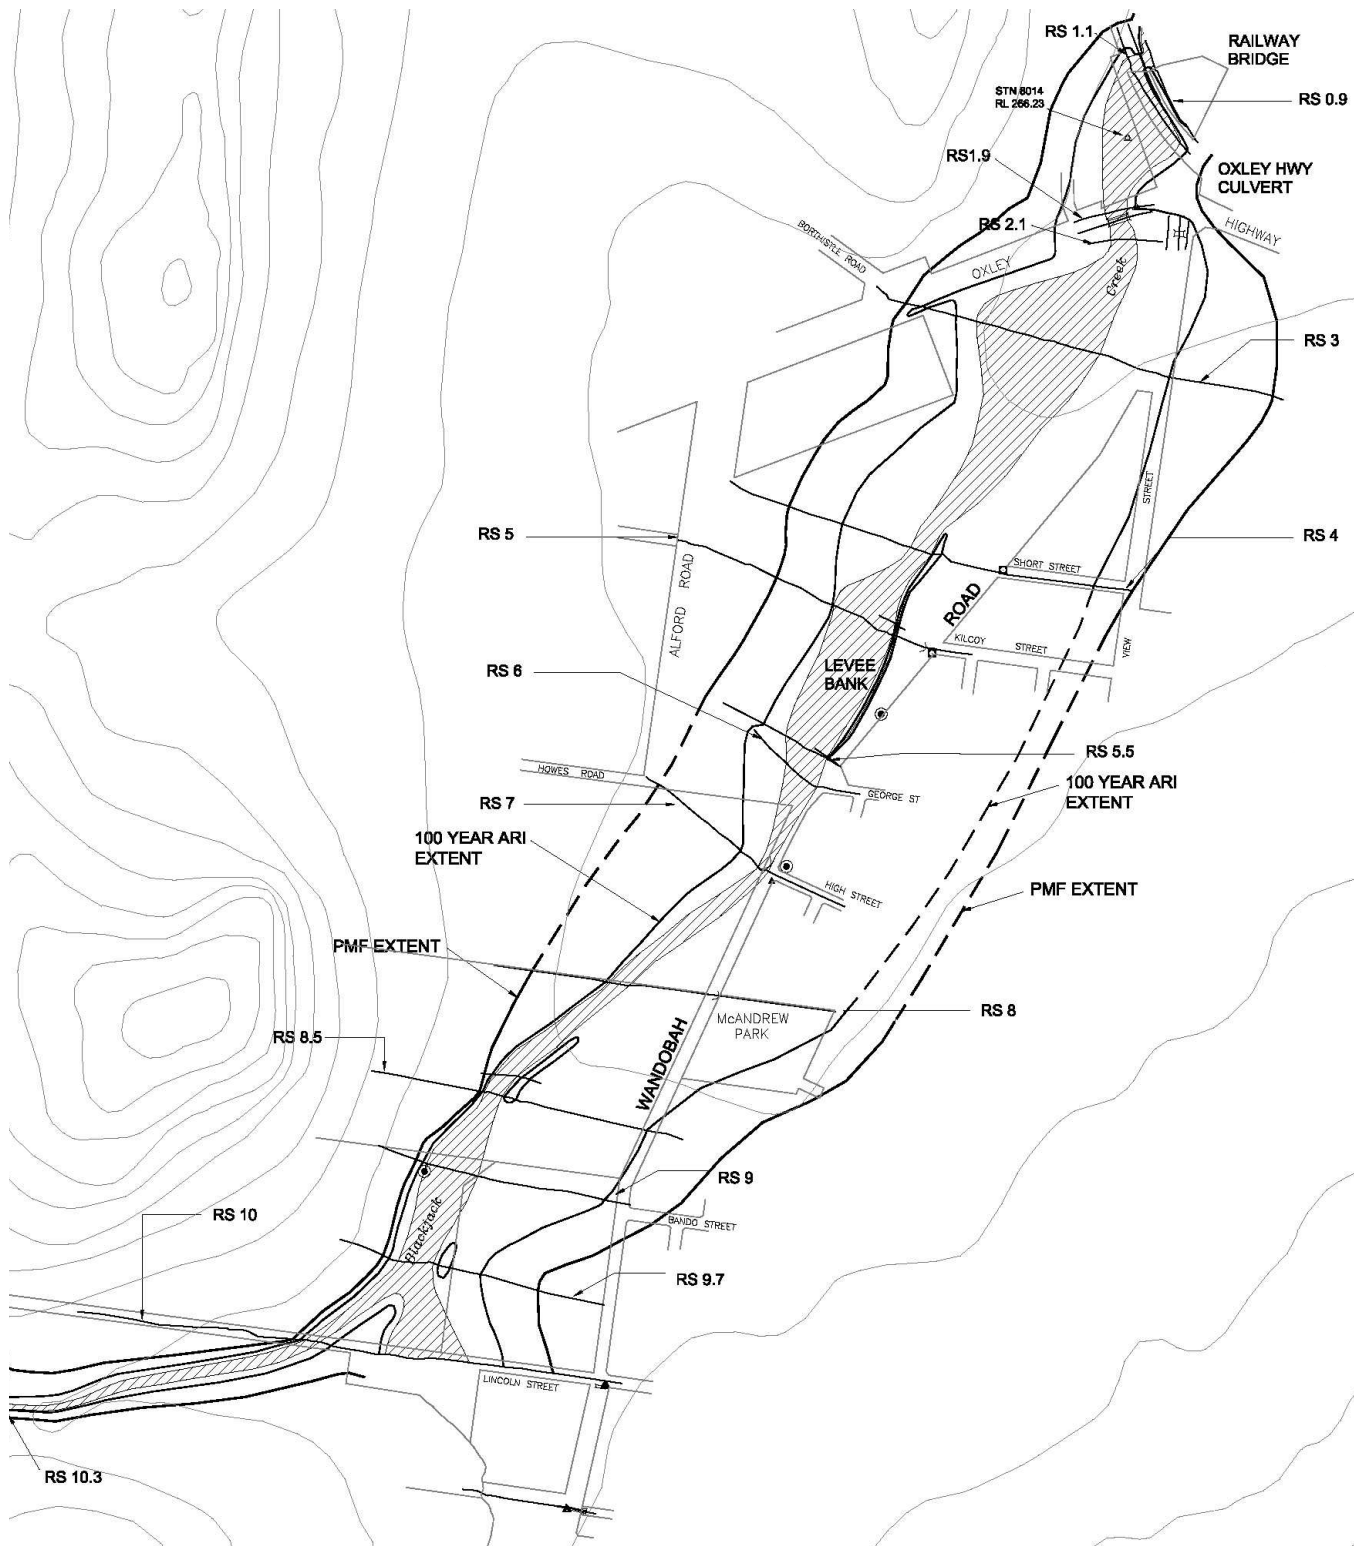 RS 1.1
RAILWAY
BRIDGE
STN 8014
RL 266.23
RS 0.9
RS1.9
OXLEY HWY
CULVERT
RS 2.1
HIGHWAY
BORTHISTLE ROAD
OXLEY
Creek
RS 3
STREET
RS 5
RS 4
SHORT STREET
ALFORD ROAD
ROAD
KILCOY STREET
VIEW
LEVEE
BANK
RS 6
RS 5.5
HOWES ROAD
GEORGE ST
100 YEAR ARI
EXTENT
RS 7
100 YEAR ARI
EXTENT
HIGH STREET
PMF EXTENT
PMF EXTENT
RS 8
McANDREW
PARK
RS 8.5
WANDOBAH
RS 9
RS 10
BANDO STREET
Blackjack
RS 9.7
LINCOLN STREET
RS 10.3